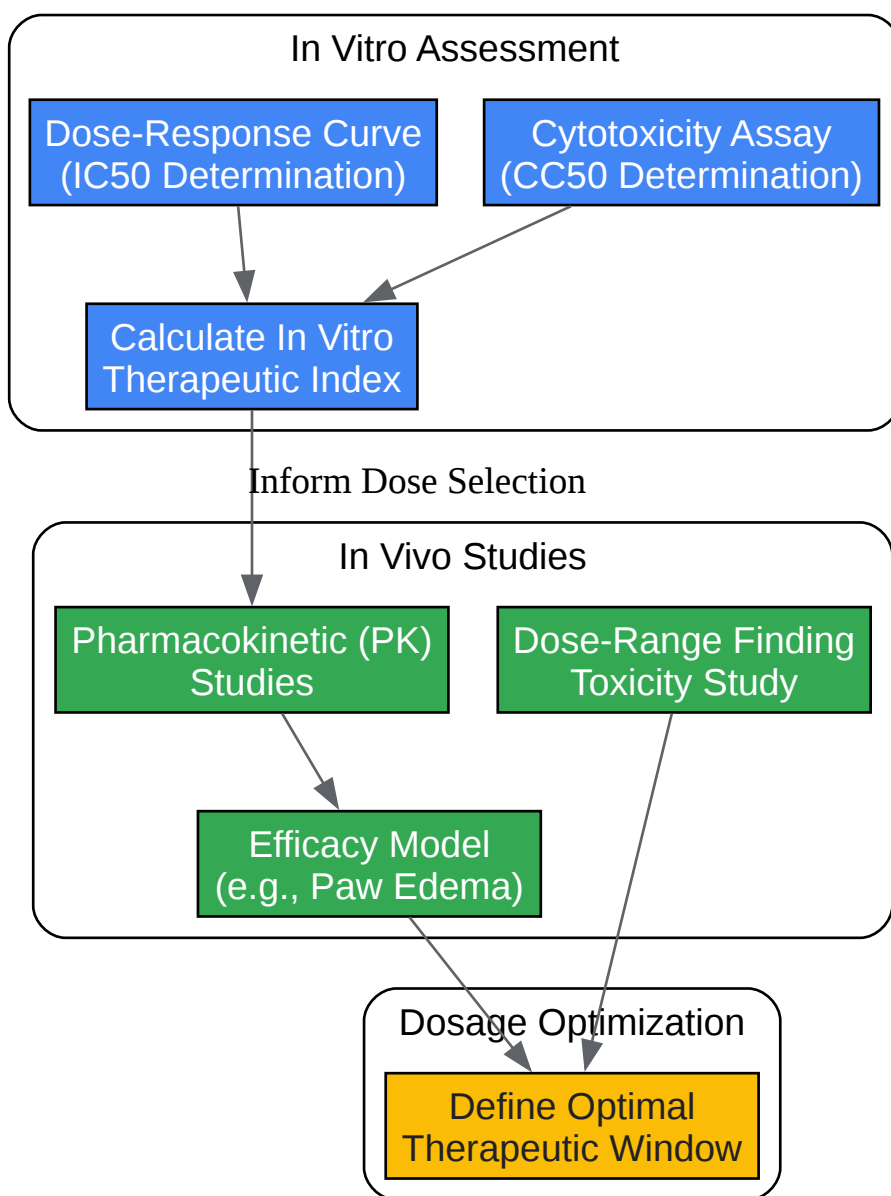 In Vitro Assessment
Dose-Response Curve
(IC50 Determination)
Cytotoxicity Assay
(CC50 Determination)
Calculate In Vitro
Therapeutic Index
Inform Dose Selection
In Vivo Studies
Pharmacokinetic (PK)
Studies
Dose-Range Finding
Toxicity Study
Efficacy Model
(e.g., Paw Edema)
Dosage Optimization
Define Optimal
Therapeutic Window